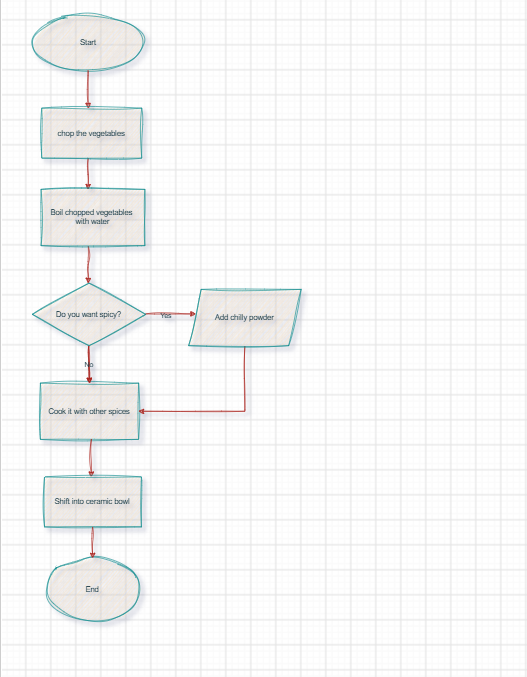 Start
chop the vegetables
Boil chopped vegetables
with water
Do you want spicy?
Yes
Add chilly powder
No
Cook it with other spices
Shift into ceramic bowl
End